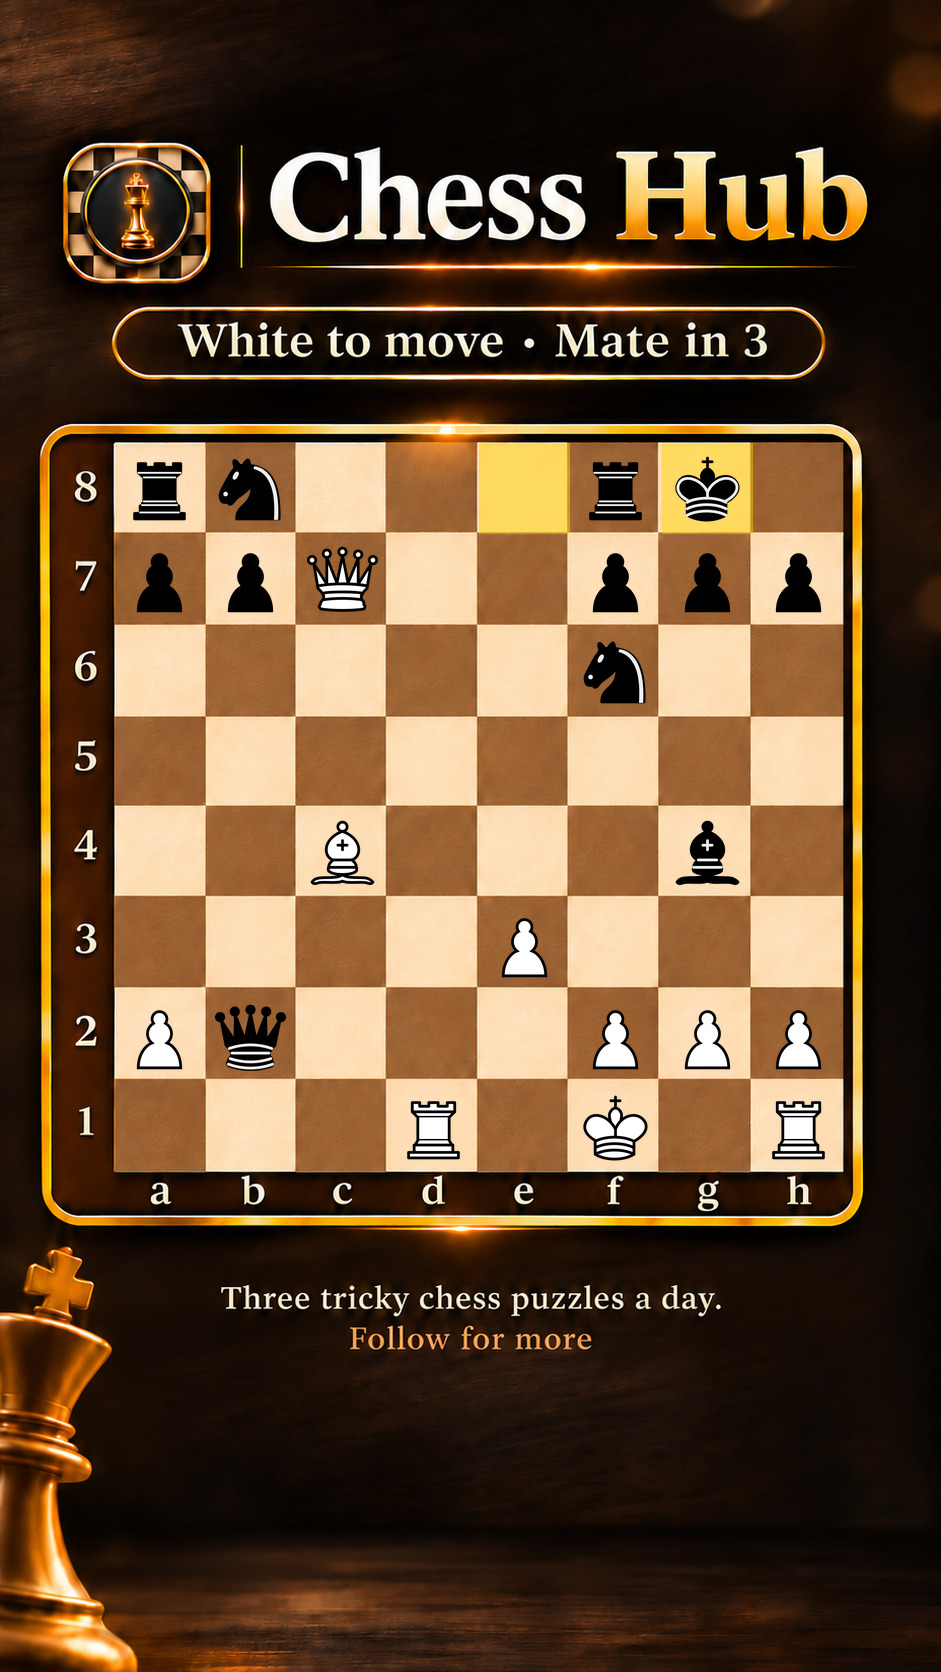 Chess Hub
White to move • Mate in 3
8
7
6
5
4
3
2
1
a b c d e f g h
Three tricky chess puzzles a day.
Follow for more